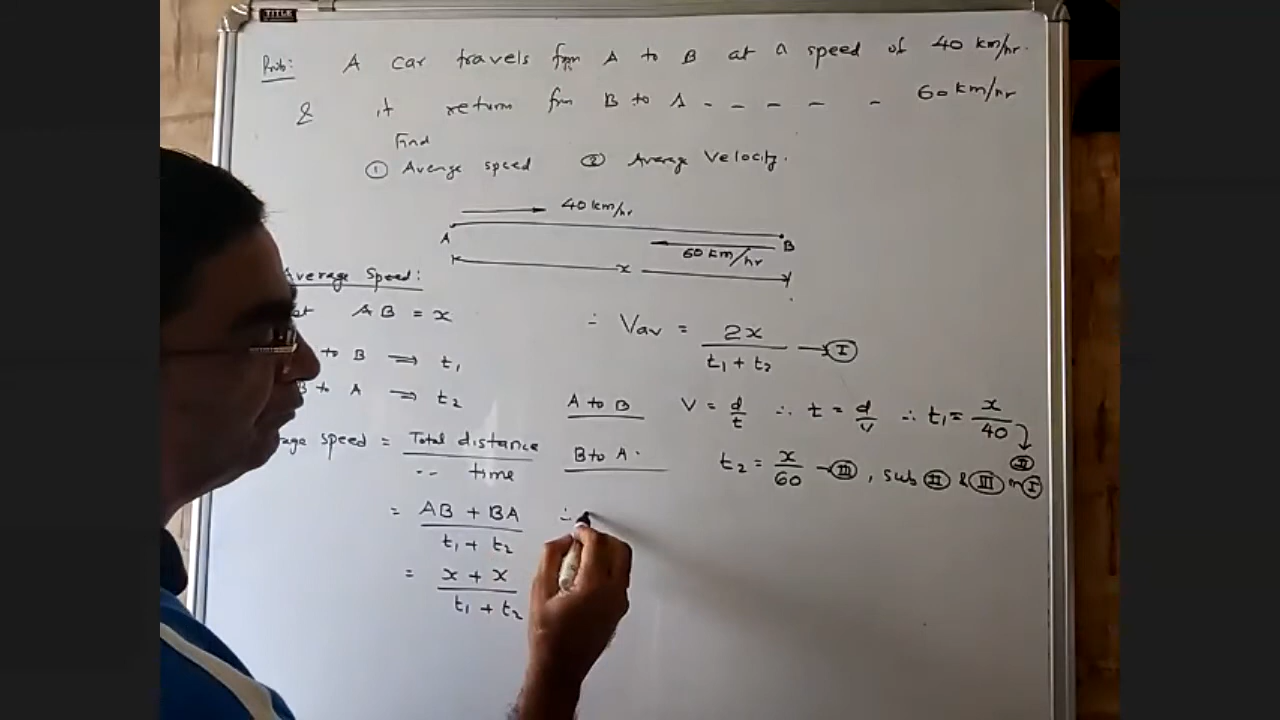 TITLE
Prob: A car travels from A to B at a speed of 40 km/hr.
& it return from B to A - - - - - 60 km/hr
Find
① Average speed ② Average Velocity.
40 km/hr
A B
60 km/hr
x
Average Speed:
AB = x
to B ⟹ t₁
B to A ⟹ t₂
speed = Total distance / -- time
= AB + BA / t₁ + t₂
= x + x / t₁ + t₂
∴ Vav = 2x / t₁ + t₂ → Ⓘ
A to B V = d/t ∴ t = d/v ∴ t₁ = x/40 → Ⅱ
B to A. t₂ = x/60 → Ⅲ, sub Ⅱ & Ⅲ in Ⅰ
∴